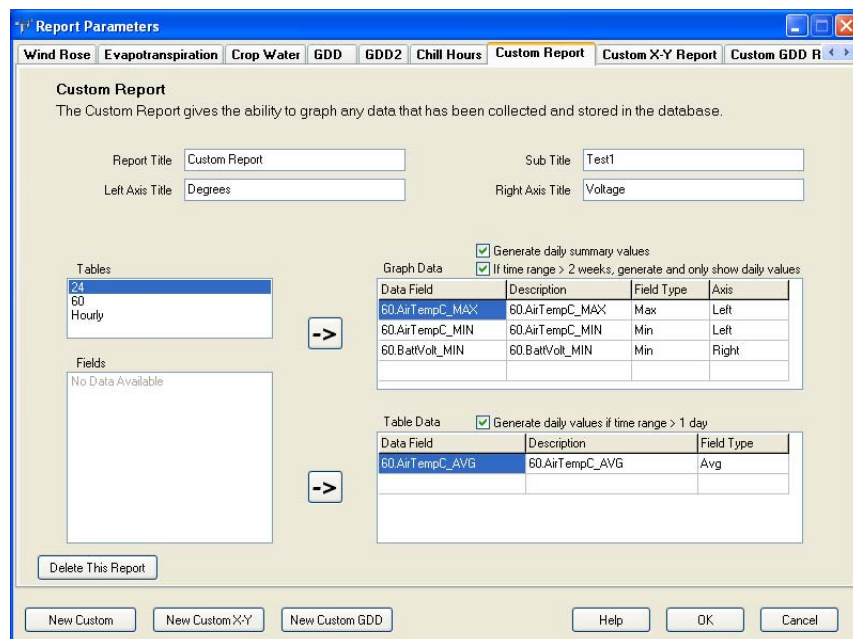 Report Parameters
Wind Rose Evapotranspiration Crop Water GDD GDD2 Chill Hours Custom Report Custom X-Y Report Custom GDD R
Custom Report
The Custom Report gives the ability to graph any data that has been collected and stored in the database.
Report Title Custom Report Sub Title Test1
Left Axis Title Degrees Right Axis Title Voltage
Generate daily summary values
Tables Graph Data If time range > 2 weeks, generate and only show daily values
24
60
Hourly
Data Field Description Field Type Axis
60.AirTempC_MAX 60.AirTempC_MAX Max Left
60.AirTempC_MIN 60.AirTempC_MIN Min Left
60.BattVolt_MIN 60.BattVolt_MIN Min Right
->
Fields
No Data Available
Table Data Generate daily values if time range > 1 day
Data Field Description Field Type
60.AirTempC_AVG 60.AirTempC_AVG Avg
->
Delete This Report
New Custom New Custom X-Y New Custom GDD Help OK Cancel